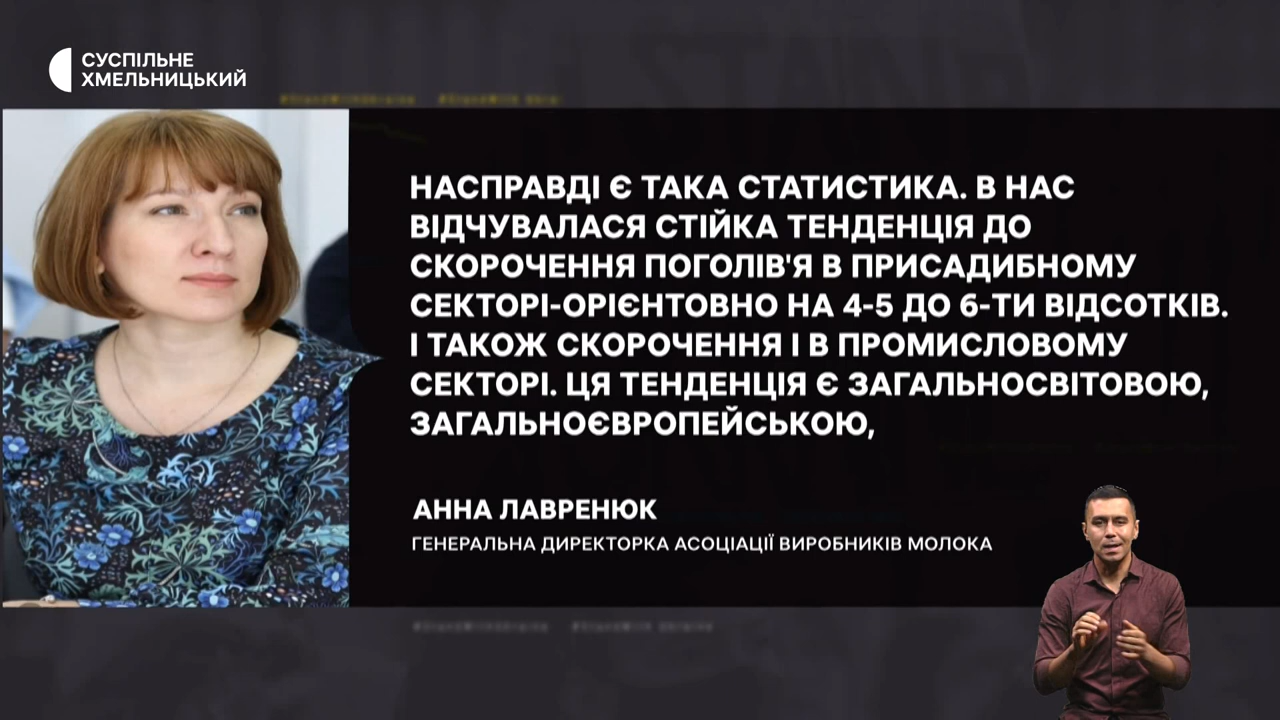 СУСПІЛЬНЕ
ХМЕЛЬНИЦЬКИЙ
НАСПРАВДІ Є ТАКА СТАТИСТИКА. В НАС
ВІДЧУВАЛАСЯ СТІЙКА ТЕНДЕНЦІЯ ДО
СКОРОЧЕННЯ ПОГОЛІВ'Я В ПРИСАДИБНОМУ
СЕКТОРІ-ОРІЄНТОВНО НА 4-5 ДО 6-ТИ ВІДСОТКІВ.
І ТАКОЖ СКОРОЧЕННЯ І В ПРОМИСЛОВОМУ
СЕКТОРІ. ЦЯ ТЕНДЕНЦІЯ Є ЗАГАЛЬНОСВІТОВОЮ,
ЗАГАЛЬНОЄВРОПЕЙСЬКОЮ,
АННА ЛАВРЕНЮК
ГЕНЕРАЛЬНА ДИРЕКТОРКА АСОЦІАЦІЇ ВИРОБНИКІВ МОЛОКА